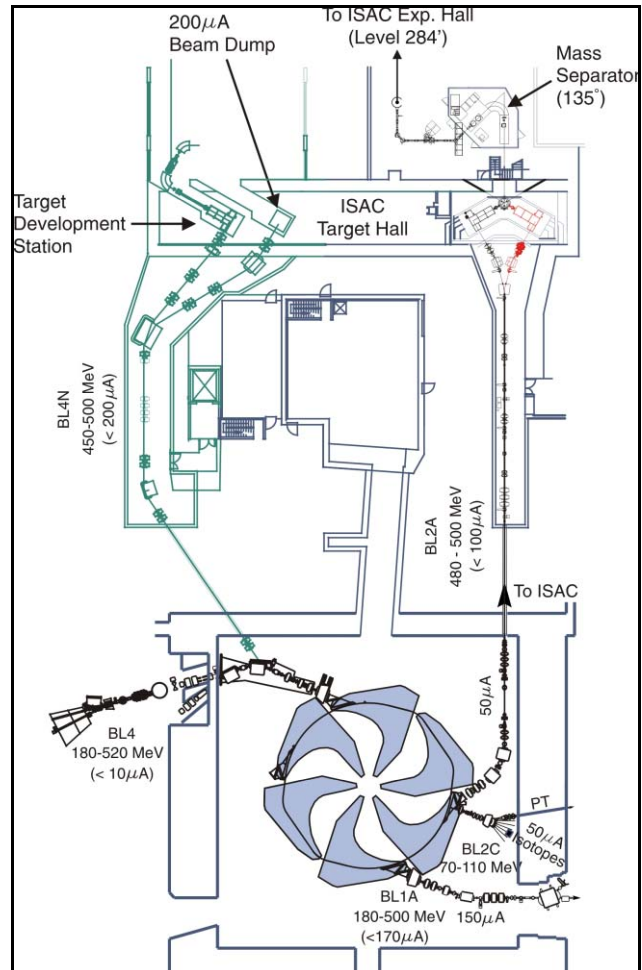 200μA
Beam Dump
To ISAC Exp. Hall
(Level 284')
Mass
Separator
(135°)
Target
Development
Station
ISAC
Target Hall
BL4N
450-500 MeV
(< 200μA)
BL2A
480 - 500 MeV
(< 100μA)
To ISAC
50μA
BL4
180-520 MeV
(< 10μA)
PT
50μA
Isotopes
BL2C
70-110 MeV
BL1A
180-500 MeV
(<170μA)
150μA